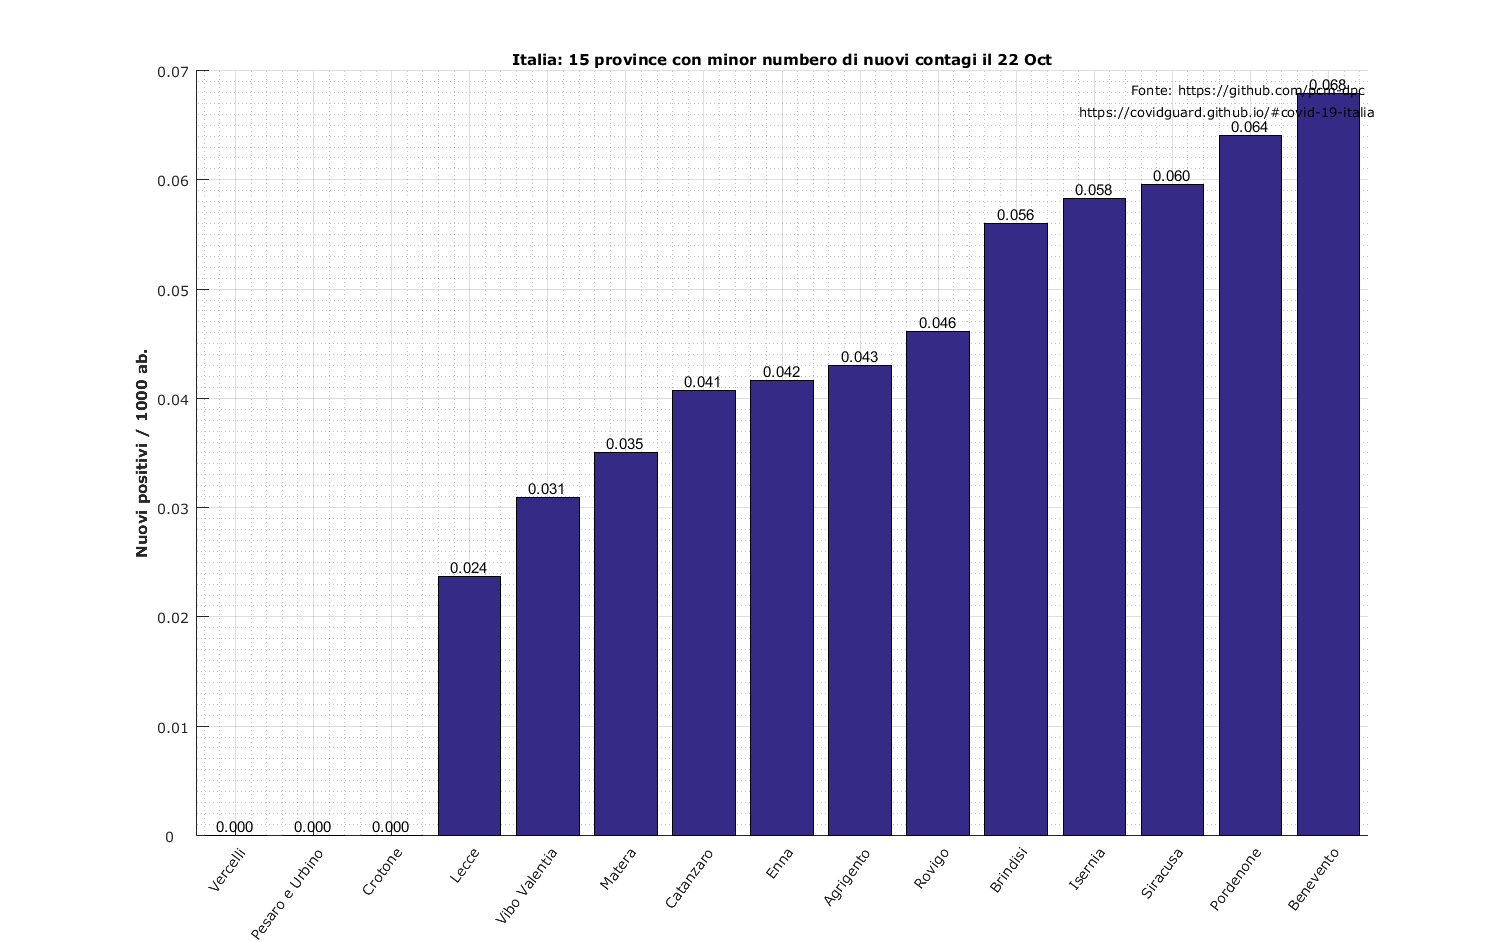 Italia: 15 province con minor numbero di nuovi contagi il 22 Oct
Fonte: https://github.com/pcm-dpc
https://covidguard.github.io/#covid-19-italia
Nuovi positivi / 1000 ab.
0.07
0.06
0.05
0.04
0.03
0.02
0.01
0
0.000
0.000
0.000
0.024
0.031
0.035
0.041
0.042
0.043
0.046
0.056
0.058
0.060
0.064
0.068
Vercelli
Pesaro e Urbino
Crotone
Lecce
Vibo Valentia
Matera
Catanzaro
Enna
Agrigento
Rovigo
Brindisi
Isernia
Siracusa
Pordenone
Benevento